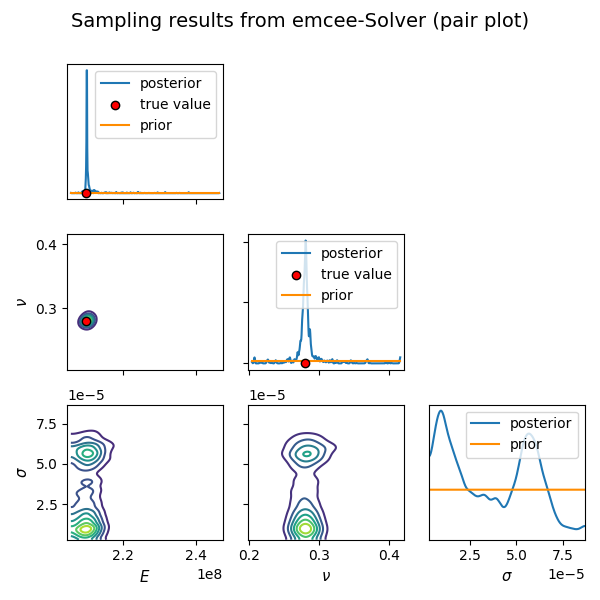 Sampling results from emcee-Solver (pair plot)
posterior
true value
prior
0.4
0.3
ν
posterior
true value
prior
1e−5
7.5
5.0
2.5
σ
2.2
2.4
1e8
E
1e−5
0.2
0.3
0.4
ν
posterior
prior
2.5
5.0
7.5
1e−5
σ